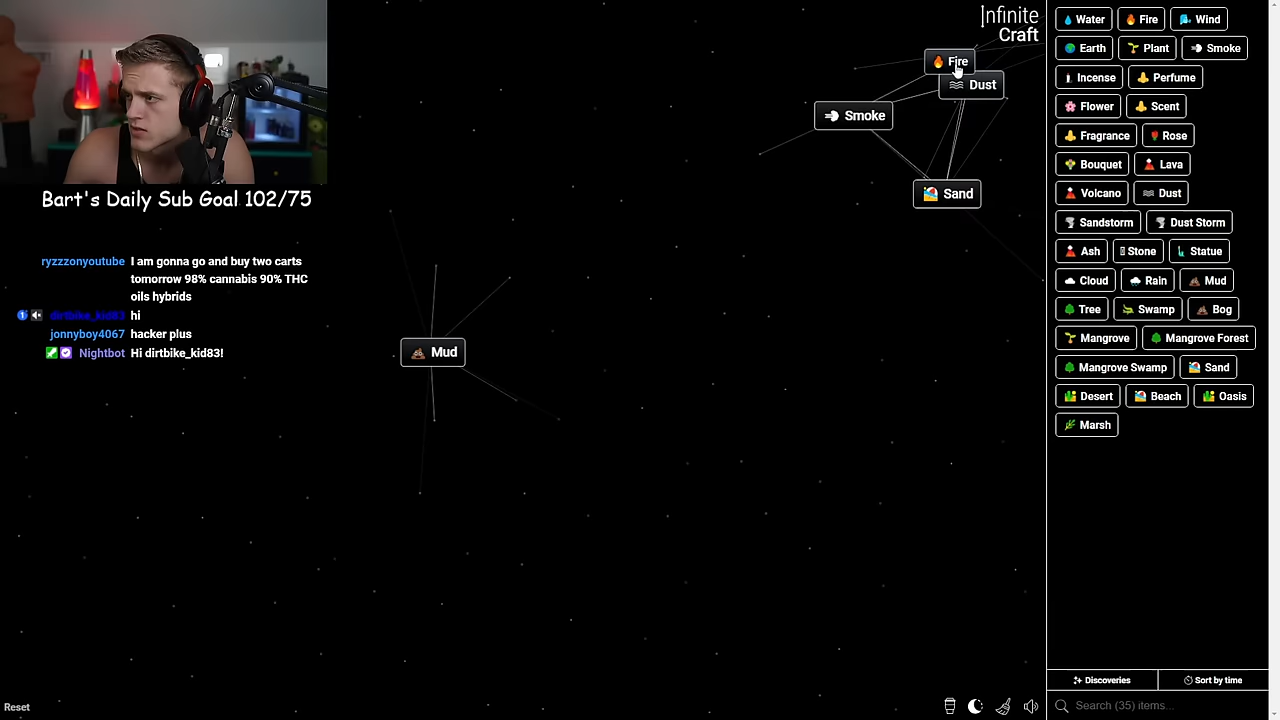 Infinite
Craft
Fire
Dust
Smoke
Sand
Mud
Bart's Daily Sub Goal 102/75
ryzzzonyoutube I am gonna go and buy two carts
tomorrow 98% cannabis 90% THC
oils hybrids
dirtbike_kid83 hi
jonnyboy4067 hacker plus
Nightbot Hi dirtbike_kid83!
Water Fire Wind
Earth Plant Smoke
Incense Perfume
Flower Scent
Fragrance Rose
Bouquet Lava
Volcano Dust
Sandstorm Dust Storm
Ash Stone Statue
Cloud Rain Mud
Tree Swamp Bog
Mangrove Mangrove Forest
Mangrove Swamp Sand
Desert Beach Oasis
Marsh
Discoveries Sort by time
Search (35) items...
Reset